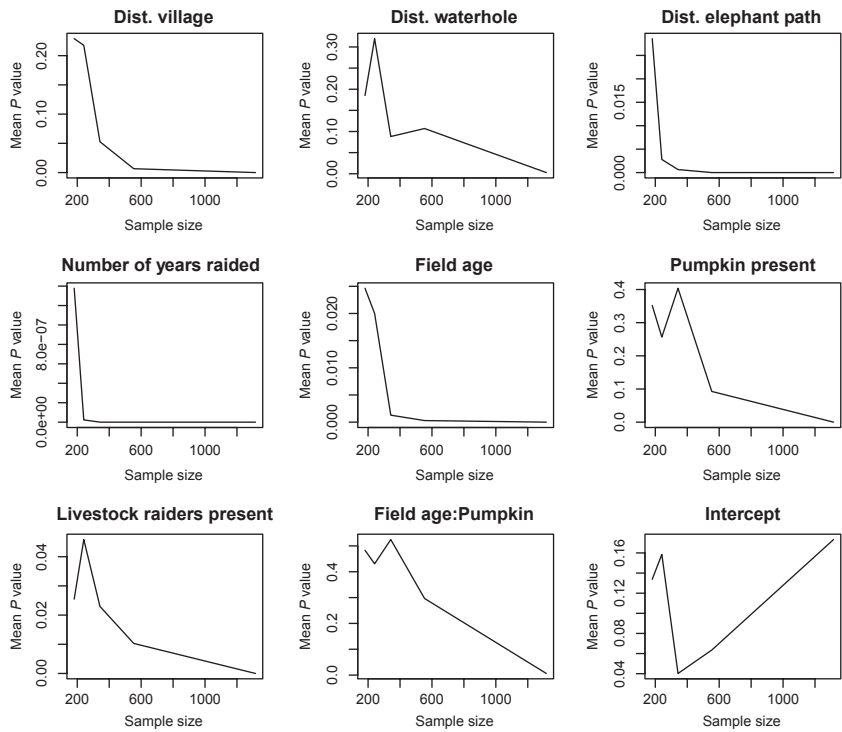 Dist. village
Mean P value
0.20
0.10
0.00
200 600 1000
Sample size
Dist. waterhole
Mean P value
0.30
0.20
0.10
0.00
200 600 1000
Sample size
Dist. elephant path
Mean P value
0.015
0.000
200 600 1000
Sample size
Number of years raided
Mean P value
8.0e−07
0.0e+00
200 600 1000
Sample size
Field age
Mean P value
0.020
0.010
0.000
200 600 1000
Sample size
Pumpkin present
Mean P value
0.4
0.3
0.2
0.1
0.0
200 600 1000
Sample size
Livestock raiders present
Mean P value
0.04
0.02
0.00
200 600 1000
Sample size
Field age:Pumpkin
Mean P value
0.4
0.2
0.0
200 600 1000
Sample size
Intercept
Mean P value
0.16
0.12
0.08
0.04
200 600 1000
Sample size